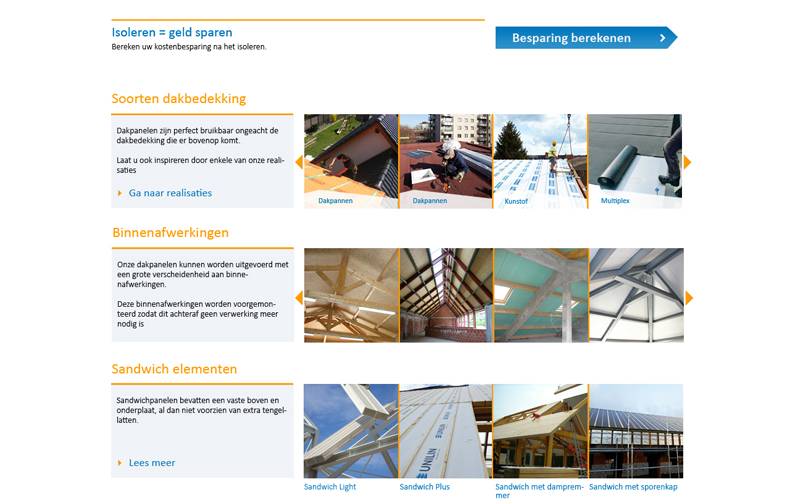 Isoleren = geld sparen
Bereken uw kostenbesparing na het isoleren.
Besparing berekenen
Soorten dakbedekking
Dakpanelen zijn perfect bruikbaar ongeacht de
dakbedekking die er bovenop komt.
Laat u ook inspireren door enkele van onze reali-
saties
Ga naar realisaties
Dakpannen
Dakpannen
Kunstof
Multiplex
Binnenafwerkingen
Onze dakpanelen kunnen worden uitgevoerd met
een grote verscheidenheid aan binne-
nafwerkingen.
Deze binnenafwerkingen worden voorgemon-
teerd zodat dit achteraf geen verwerking meer
nodig is
Sandwich elementen
Sandwichpanelen bevatten een vaste boven en
onderplaat, al dan niet voorzien van extra tengel-
latten.
Lees meer
UNILIN
UNILIN
Sandwich Light
Sandwich Plus
Sandwich met damprem-
mer
Sandwich met sporenkap